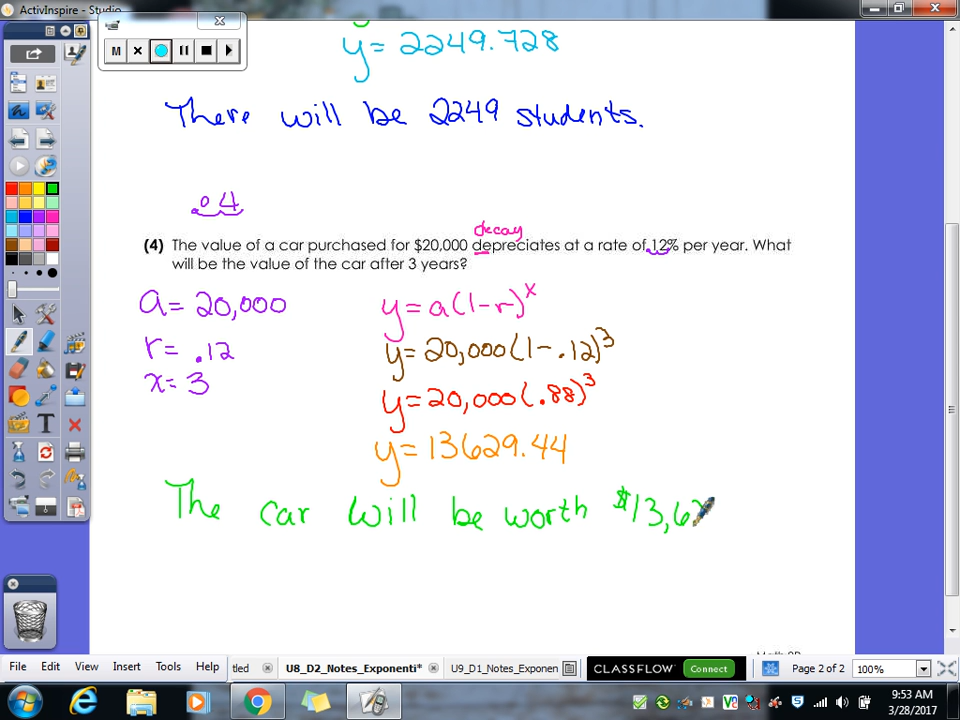 ActivInspire - Studio
M
y = 2249.728
There will be 2249 students.
.04
decay
(4) The value of a car purchased for $20,000 depreciates at a rate of 12% per year. What
will be the value of the car after 3 years?
a = 20,000
y = a(1-r)^x
r = .12
y = 20,000(1-.12)^3
x = 3
y = 20,000(.88)^3
y = 13629.44
The car will be worth $13,62
File Edit View Insert Tools Help
tled
U8_D2_Notes_Exponenti*
U9_D1_Notes_Exponen
CLASSFLOW Connect
Page 2 of 2
100%
9:53 AM
3/28/2017